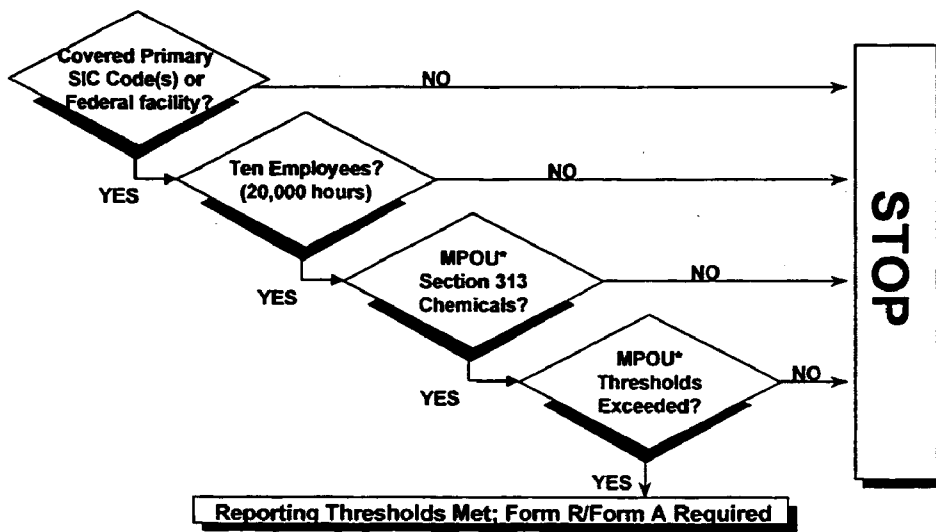 Covered Primary
SIC Code(s) or
Federal facility?
NO
YES
Ten Employees?
(20,000 hours)
NO
YES
MPOU*
Section 313
Chemicals?
NO
YES
MPOU*
Thresholds
Exceeded?
NO
YES
STOP
Reporting Thresholds Met; Form R/Form A Required